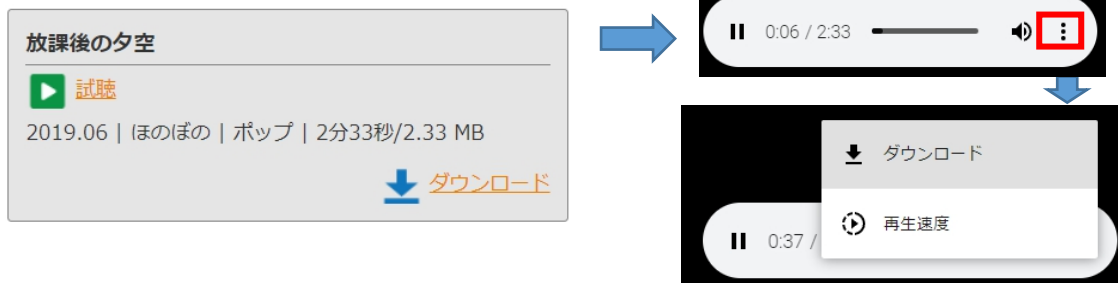 放課後の夕空
試聴
2019.06 | ほのぼの | ポップ | 2分33秒/2.33 MB
ダウンロード
0:06 / 2:33
ダウンロード
再生速度
0:37 /